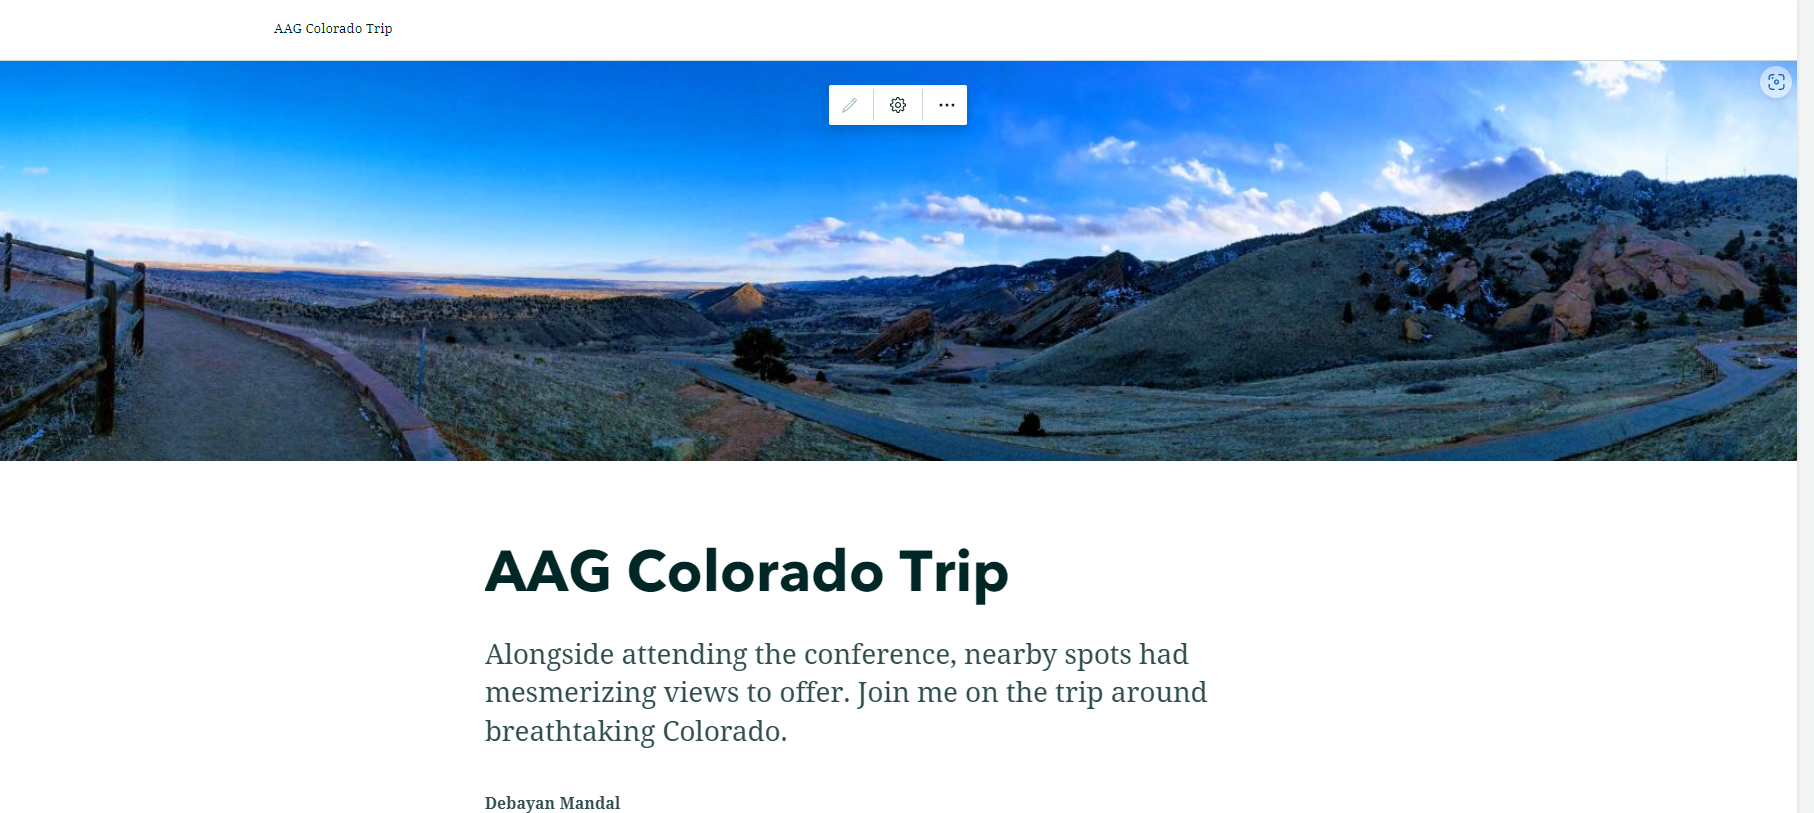 AAG Colorado Trip
AAG Colorado Trip
Alongside attending the conference, nearby spots had
mesmerizing views to offer. Join me on the trip around
breathtaking Colorado.
Debayan Mandal